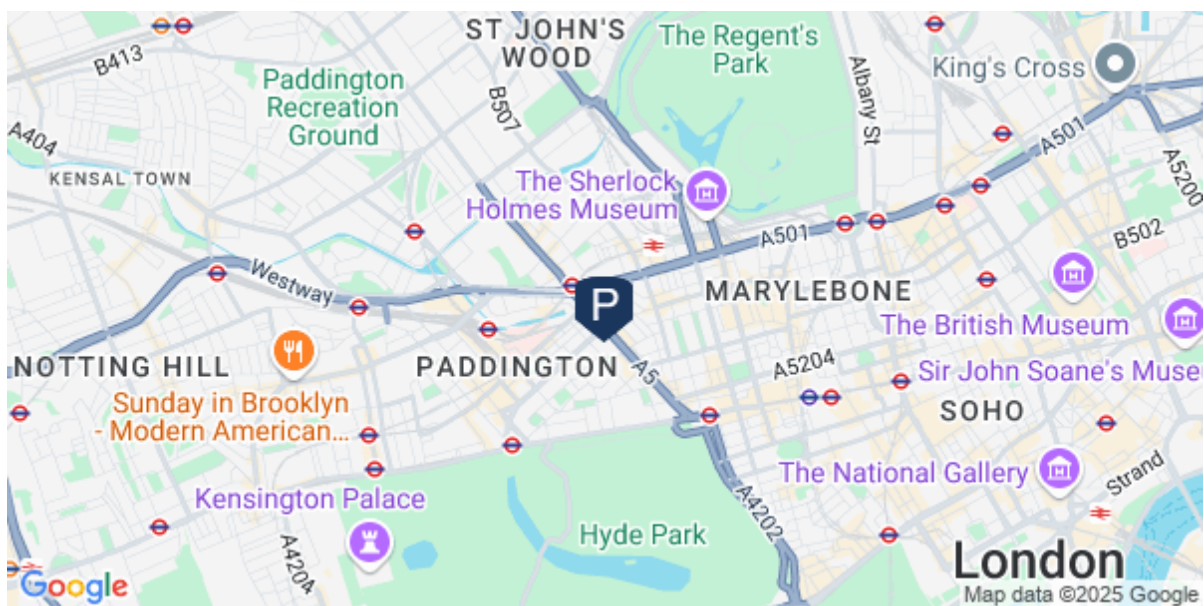 ST JOHN'S
WOOD
The Regent's
Park
B413
Albany St
King's Cross
Paddington
Recreation
Ground
B507
A404
A501
A5200
KENSAL TOWN
The Sherlock
Holmes Museum
A501
B502
Westway
P
MARYLEBONE
The British Museum
NOTTING HILL
PADDINGTON
A5
A5204
Sir John Soane's Museu
Sunday in Brooklyn
- Modern American...
SOHO
The National Gallery
Strand
Kensington Palace
A4202
Hyde Park
A4204
London
Google
Map data ©2025 Google